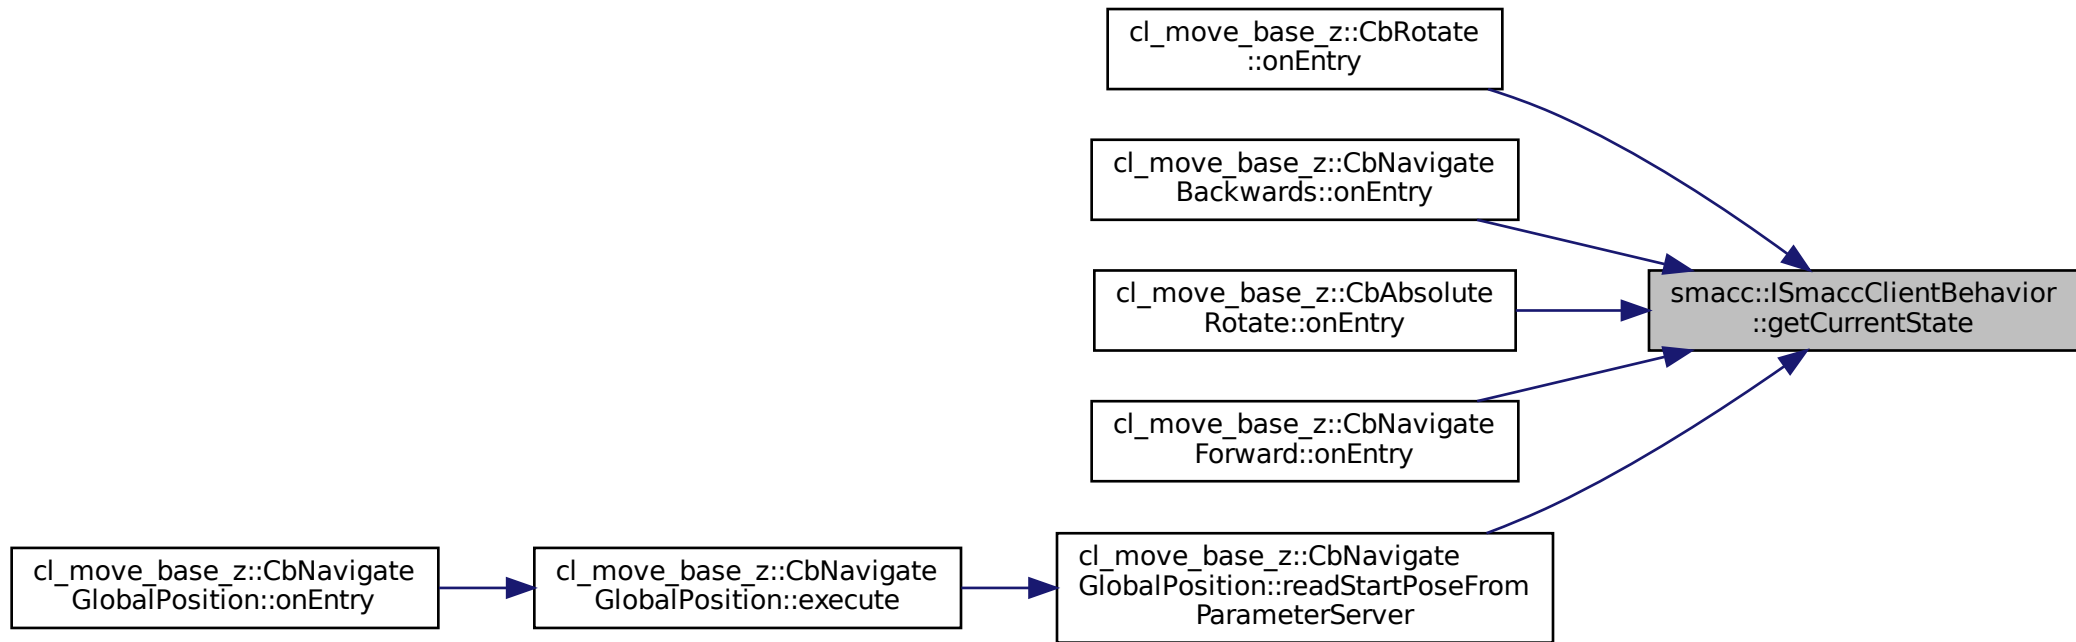 cl_move_base_z::CbRotate
::onEntry
cl_move_base_z::CbNavigate
Backwards::onEntry
cl_move_base_z::CbAbsolute
Rotate::onEntry
smacc::ISmaccClientBehavior
::getCurrentState
cl_move_base_z::CbNavigate
Forward::onEntry
cl_move_base_z::CbNavigate
GlobalPosition::onEntry
cl_move_base_z::CbNavigate
GlobalPosition::execute
cl_move_base_z::CbNavigate
GlobalPosition::readStartPoseFrom
ParameterServer